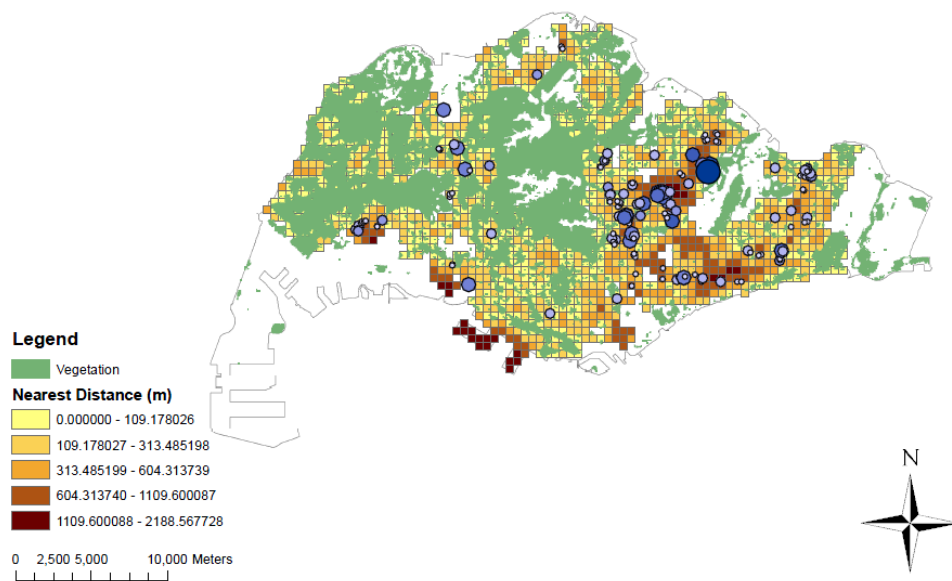 Legend
Vegetation
Nearest Distance (m)
0.000000 - 109.178026
109.178027 - 313.485198
313.485199 - 604.313739
604.313740 - 1109.600087
1109.600088 - 2188.567728
0 2,500 5,000 10,000 Meters
N